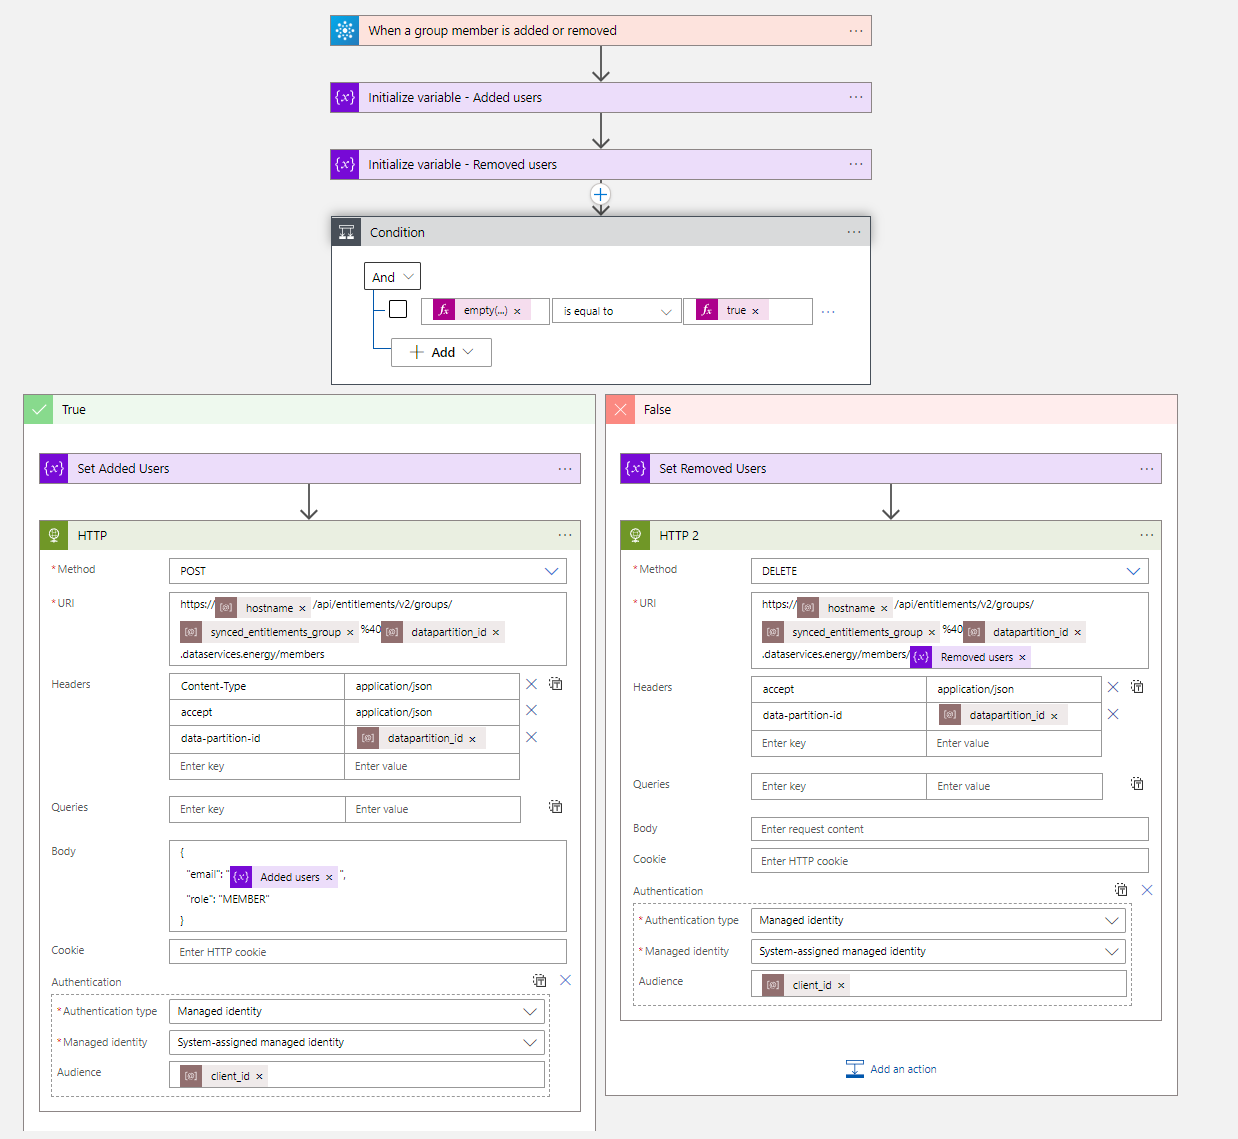 When a group member is added or removed
{x} Initialize variable - Added users
{x} Initialize variable - Removed users
Condition
And
fx empty(...) × is equal to fx true ×
Add
True
{x} Set Added Users
HTTP
* Method POST
* URI https:// [@] hostname × /api/entitlements/v2/groups/
[@] synced_entitlements_group × %40 [@] datapartition_id ×
.dataservices.energy/members
Headers Content-Type application/json
accept application/json
data-partition-id [@] datapartition_id ×
Enter key Enter value
Queries Enter key Enter value
Body {
"email": " {x} Added users × ",
"role": "MEMBER"
}
Cookie Enter HTTP cookie
Authentication
* Authentication type Managed identity
* Managed identity System-assigned managed identity
Audience [@] client_id ×
False
{x} Set Removed Users
HTTP 2
* Method DELETE
* URI https:// [@] hostname × /api/entitlements/v2/groups/
[@] synced_entitlements_group × %40 [@] datapartition_id ×
.dataservices.energy/members/ {x} Removed users ×
Headers accept application/json
data-partition-id [@] datapartition_id ×
Enter key Enter value
Queries Enter key Enter value
Body Enter request content
Cookie Enter HTTP cookie
Authentication
* Authentication type Managed identity
* Managed identity System-assigned managed identity
Audience [@] client_id ×
Add an action